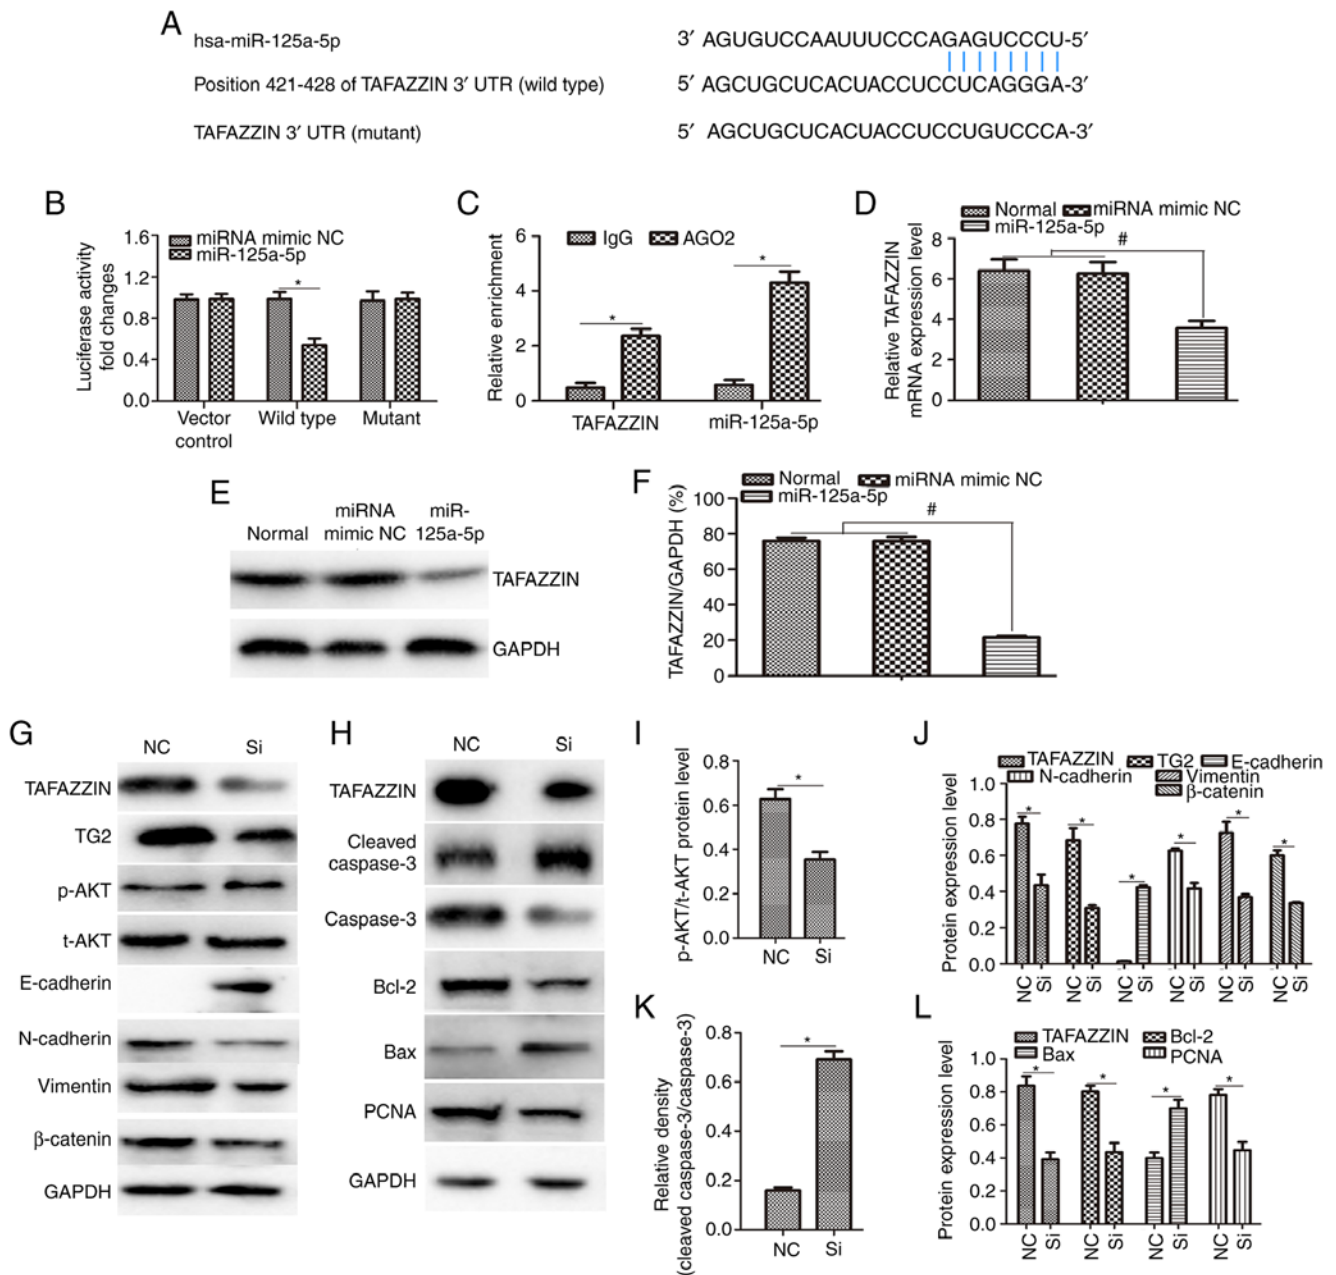 A
hsa-miR-125a-5p
3′ AGUGUCCAAUUUCCCAGAGUCCCU-5′
Position 421-428 of TAFAZZIN 3′ UTR (wild type)
5′ AGCUGCUCACUACCUCCUCAGGGA-3′
TAFAZZIN 3′ UTR (mutant)
5′ AGCUGCUCACUACCUCCUGUCCCA-3′
B
miRNA mimic NC
miR-125a-5p
Luciferase activity
fold changes
1.6
1.2
0.8
0.4
0.0
*
Vector
control
Wild type
Mutant
C
IgG
AGO2
Relative enrichment
6
4
2
0
*
*
TAFAZZIN
miR-125a-5p
D
Normal
miRNA mimic NC
miR-125a-5p
Relative TAFAZZIN
mRNA expression level
8
6
4
2
0
#
E
Normal
miRNA
mimic NC
miR-
125a-5p
TAFAZZIN
GAPDH
F
Normal
miRNA mimic NC
miR-125a-5p
TAFAZZIN/GAPDH (%)
100
80
60
40
20
0
#
G
NC
Si
TAFAZZIN
TG2
p-AKT
t-AKT
E-cadherin
N-cadherin
Vimentin
β-catenin
GAPDH
H
NC
Si
TAFAZZIN
Cleaved
caspase-3
Caspase-3
Bcl-2
Bax
PCNA
GAPDH
I
p-AKT/t-AKT protein level
0.8
0.6
0.4
0.2
0.0
*
NC
Si
J
TAFAZZIN
TG2
E-cadherin
N-cadherin
Vimentin
β-catenin
Protein expression level
1.0
0.8
0.6
0.4
0.2
0.0
*
*
*
*
*
*
NC
Si
NC
Si
NC
Si
NC
Si
NC
Si
NC
Si
K
Relative density
(cleaved caspase-3/caspase-3)
0.8
0.6
0.4
0.2
0.0
*
NC
Si
L
TAFAZZIN
Bcl-2
Bax
PCNA
Protein expression level
1.0
0.8
0.6
0.4
0.2
0.0
*
*
*
*
NC
Si
NC
Si
NC
Si
NC
Si